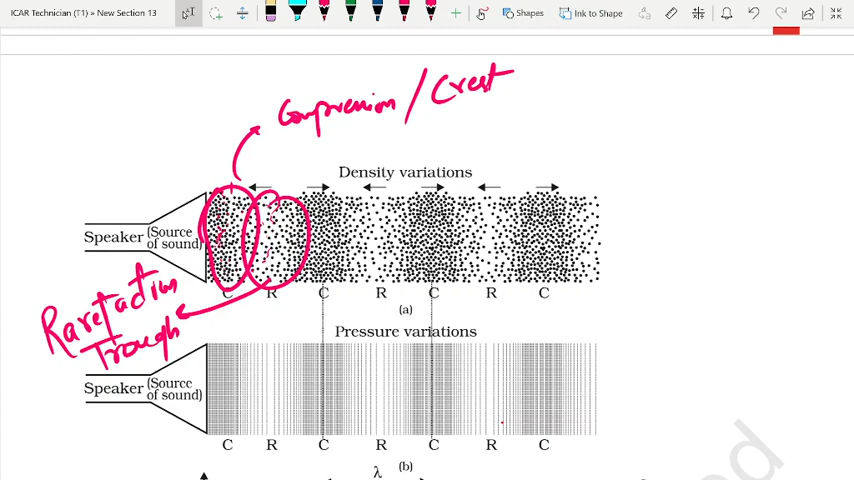 ICAR Technician (T1) » New Section 13
Shapes
Ink to Shape
Compression / Crest
Density variations
Speaker (Source of sound)
C R C R C R C
(a)
Rarefaction
Trough
Pressure variations
Speaker (Source of sound)
C R C R C R C
(b)
λ